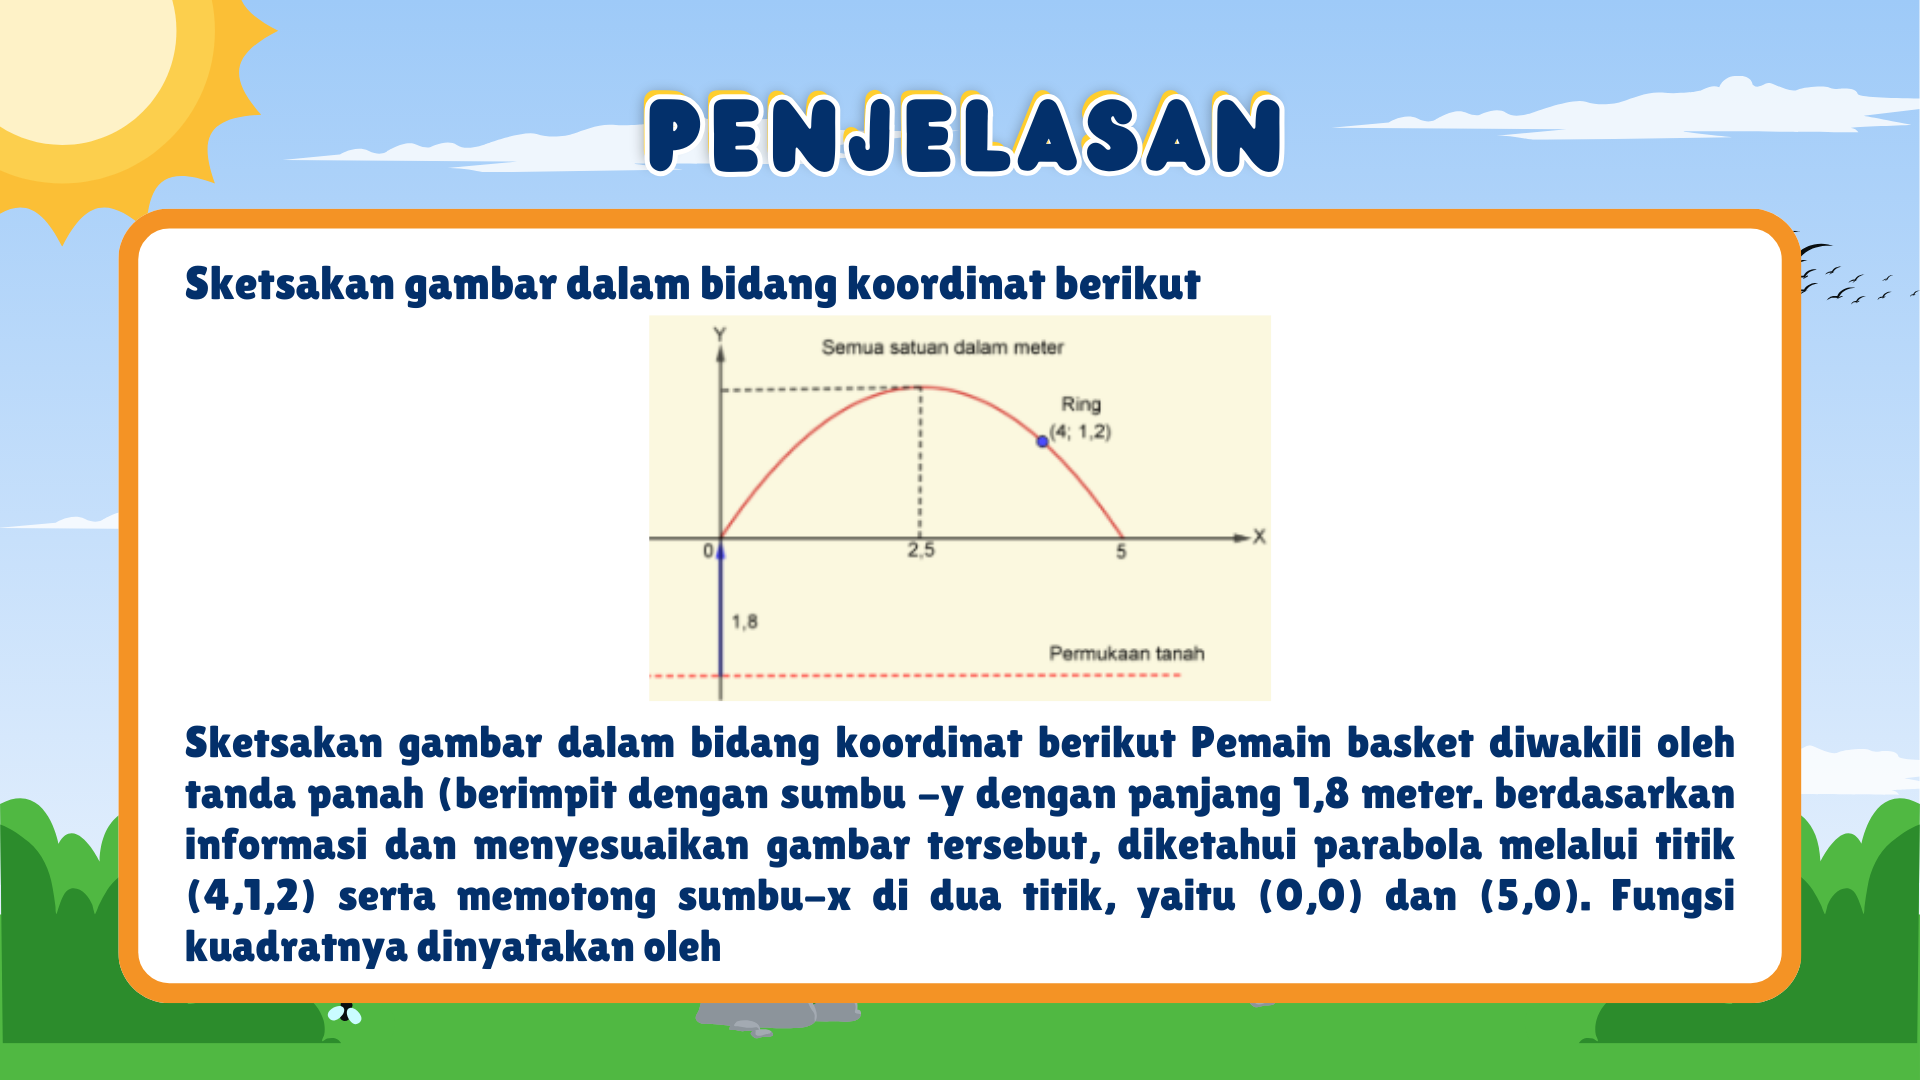 PENJELASAN
Sketsakan gambar dalam bidang koordinat berikut
Y
Semua satuan dalam meter
Ring
(4; 1,2)
X
0
2,5
5
1,8
Permukaan tanah
Sketsakan gambar dalam bidang koordinat berikut Pemain basket diwakili oleh
tanda panah (berimpit dengan sumbu -y dengan panjang 1,8 meter. berdasarkan
informasi dan menyesuaikan gambar tersebut, diketahui parabola melalui titik
(4,1,2) serta memotong sumbu-x di dua titik, yaitu (0,0) dan (5,0). Fungsi
kuadratnya dinyatakan oleh